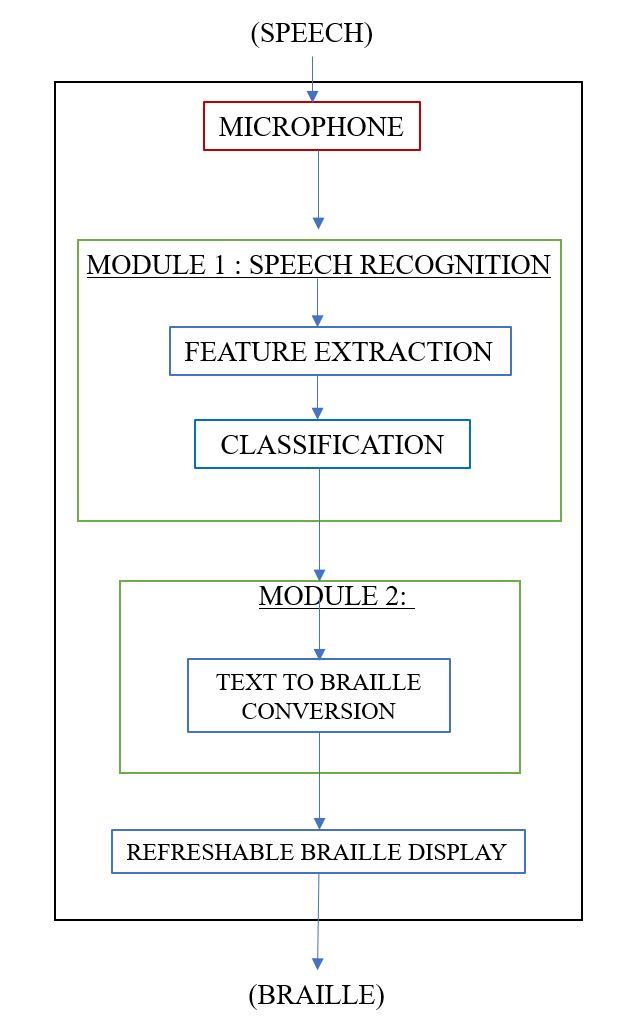 (SPEECH)
MICROPHONE
MODULE 1 : SPEECH RECOGNITION
FEATURE EXTRACTION
CLASSIFICATION
MODULE 2:
TEXT TO BRAILLE
CONVERSION
REFRESHABLE BRAILLE DISPLAY
(BRAILLE)